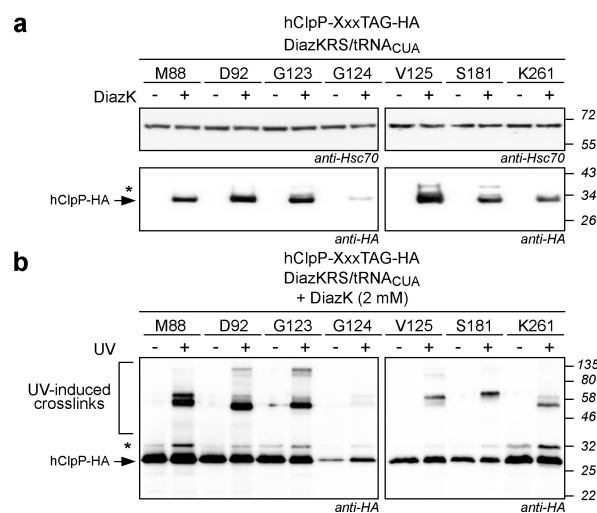 a
hClpP-XxxTAG-HA
DiazKRS/tRNACUA
M88 D92 G123 G124 V125 S181 K261
DiazK - + - + - + - + - + - + - +
72
55
anti-Hsc70 anti-Hsc70
*
hClpP-HA
43
34
26
anti-HA anti-HA
b
hClpP-XxxTAG-HA
DiazKRS/tRNACUA
+ DiazK (2 mM)
M88 D92 G123 G124 V125 S181 K261
UV - + - + - + - + - + - + - +
UV-induced
crosslinks
*
hClpP-HA
135
80
58
46
32
25
22
anti-HA anti-HA